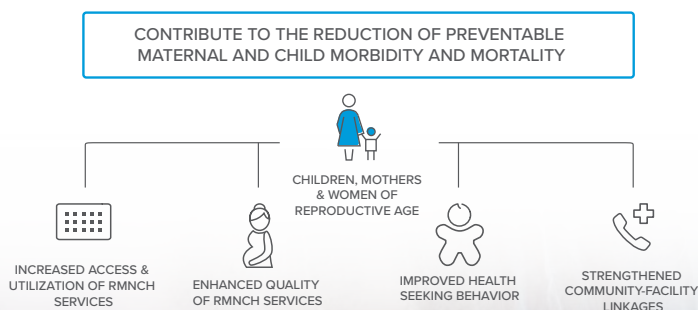 CONTRIBUTE TO THE REDUCTION OF PREVENTABLE
MATERNAL AND CHILD MORBIDITY AND MORTALITY
CHILDREN, MOTHERS
& WOMEN OF
REPRODUCTIVE AGE
INCREASED ACCESS &
UTILIZATION OF RMNCH
SERVICES
ENHANCED QUALITY
OF RMNCH SERVICES
IMPROVED HEALTH
SEEKING BEHAVIOR
STRENGTHENED
COMMUNITY-FACILITY
LINKAGES